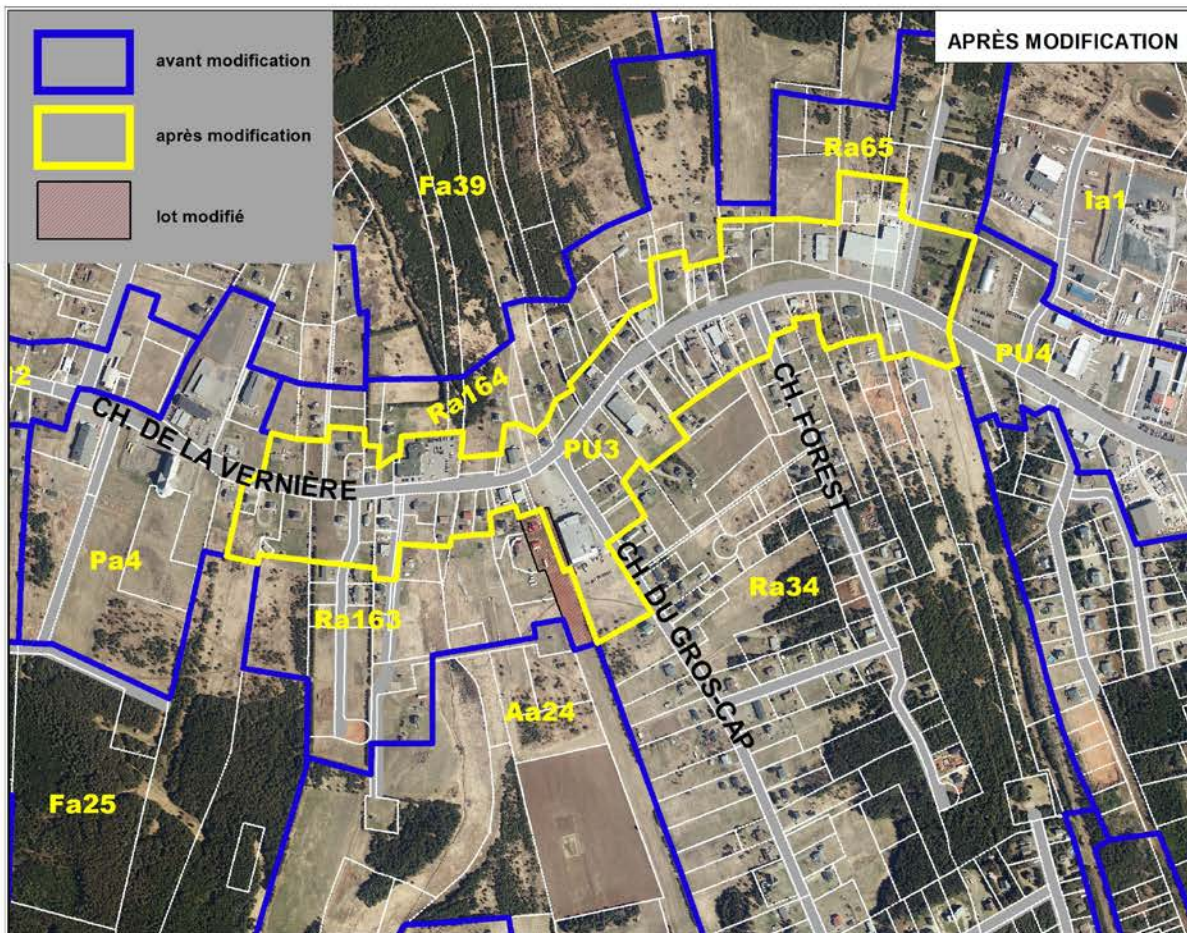 APRÈS MODIFICATION
avant modification
après modification
lot modifié
Ra65
Fa39
Ia1
PU4
Ra164
CH. DE LA VERNIÈRE
PU3
CH. FOREST
Pa4
CH. DU GROS-CAP
Ra34
Ra163
Aa24
Fa25